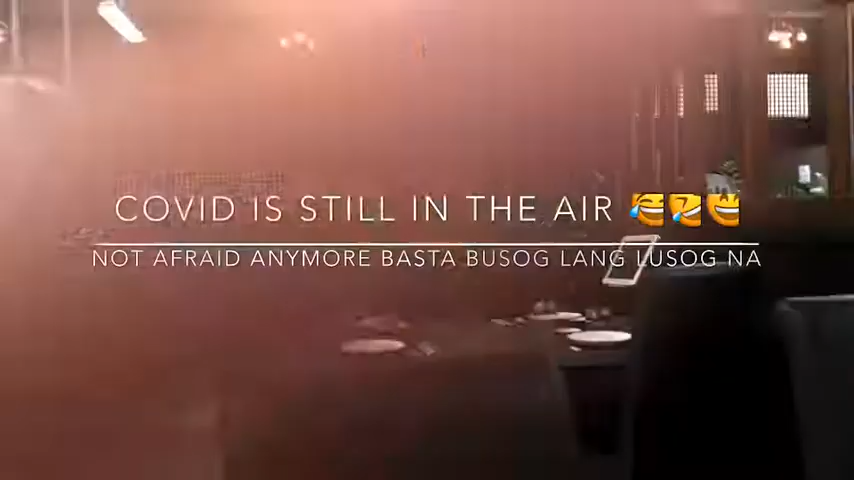 COVID IS STILL IN THE AIR 😂🤣😅
NOT AFRAID ANYMORE BASTA BUSOG LANG LUSOG NA